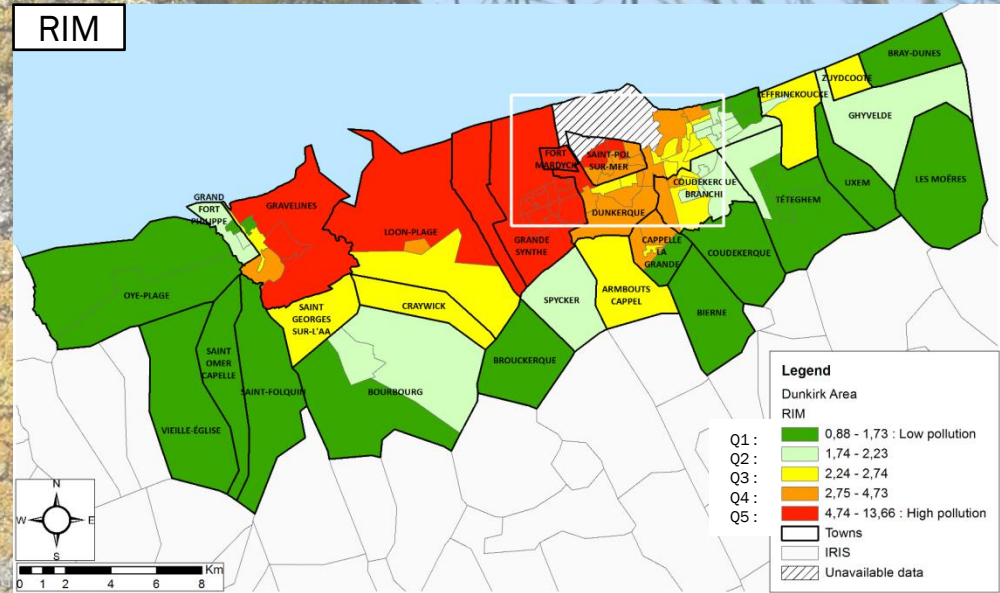 RIM
BRAY-DUNES
ZUYDCOOTE
LEFFRINCKOUCKE
GHYVELDE
FORT
MARDYCK
SAINT-POL
SUR-MER
GRAND
FORT
PHILIPPE
GRAVELINES
COUDEKERQUE
BRANCHE
UXEM
LES MOËRES
TÉTEGHEM
DUNKERQUE
LOON-PLAGE
GRANDE
SYNTHE
CAPPELLE
LA
GRANDE
COUDEKERQUE
OYE-PLAGE
SAINT
GEORGES
SUR-L'AA
CRAYWICK
SPYCKER
ARMBOUTS
CAPPEL
BIERNE
SAINT
OMER
CAPELLE
BROUCKERQUE
SAINT-FOLQUIN
BOURBOURG
VIEILLE-ÉGLISE
Legend
Dunkirk Area
RIM
Q1: 0,88 - 1,73 : Low pollution
Q2: 1,74 - 2,23
Q3: 2,24 - 2,74
Q4: 2,75 - 4,73
Q5: 4,74 - 13,66 : High pollution
Towns
IRIS
Unavailable data
N
W E
S
Km
0 1 2 4 6 8